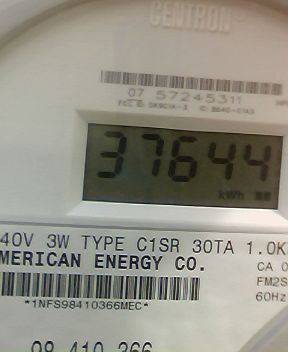 CENTRON
07 57245311
37644
kWh
40V 3W TYPE C1SR 30TA 1.0K
MERICAN ENERGY CO.
CA 0
FM2S
60Hz
*1NFS98410366MEC*
98 410 366